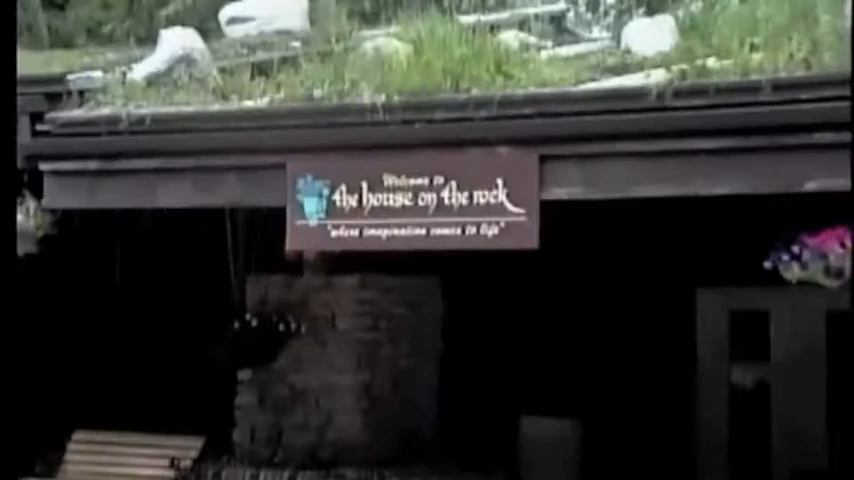 Welcome to
the house on the rock
"where imagination comes to life"